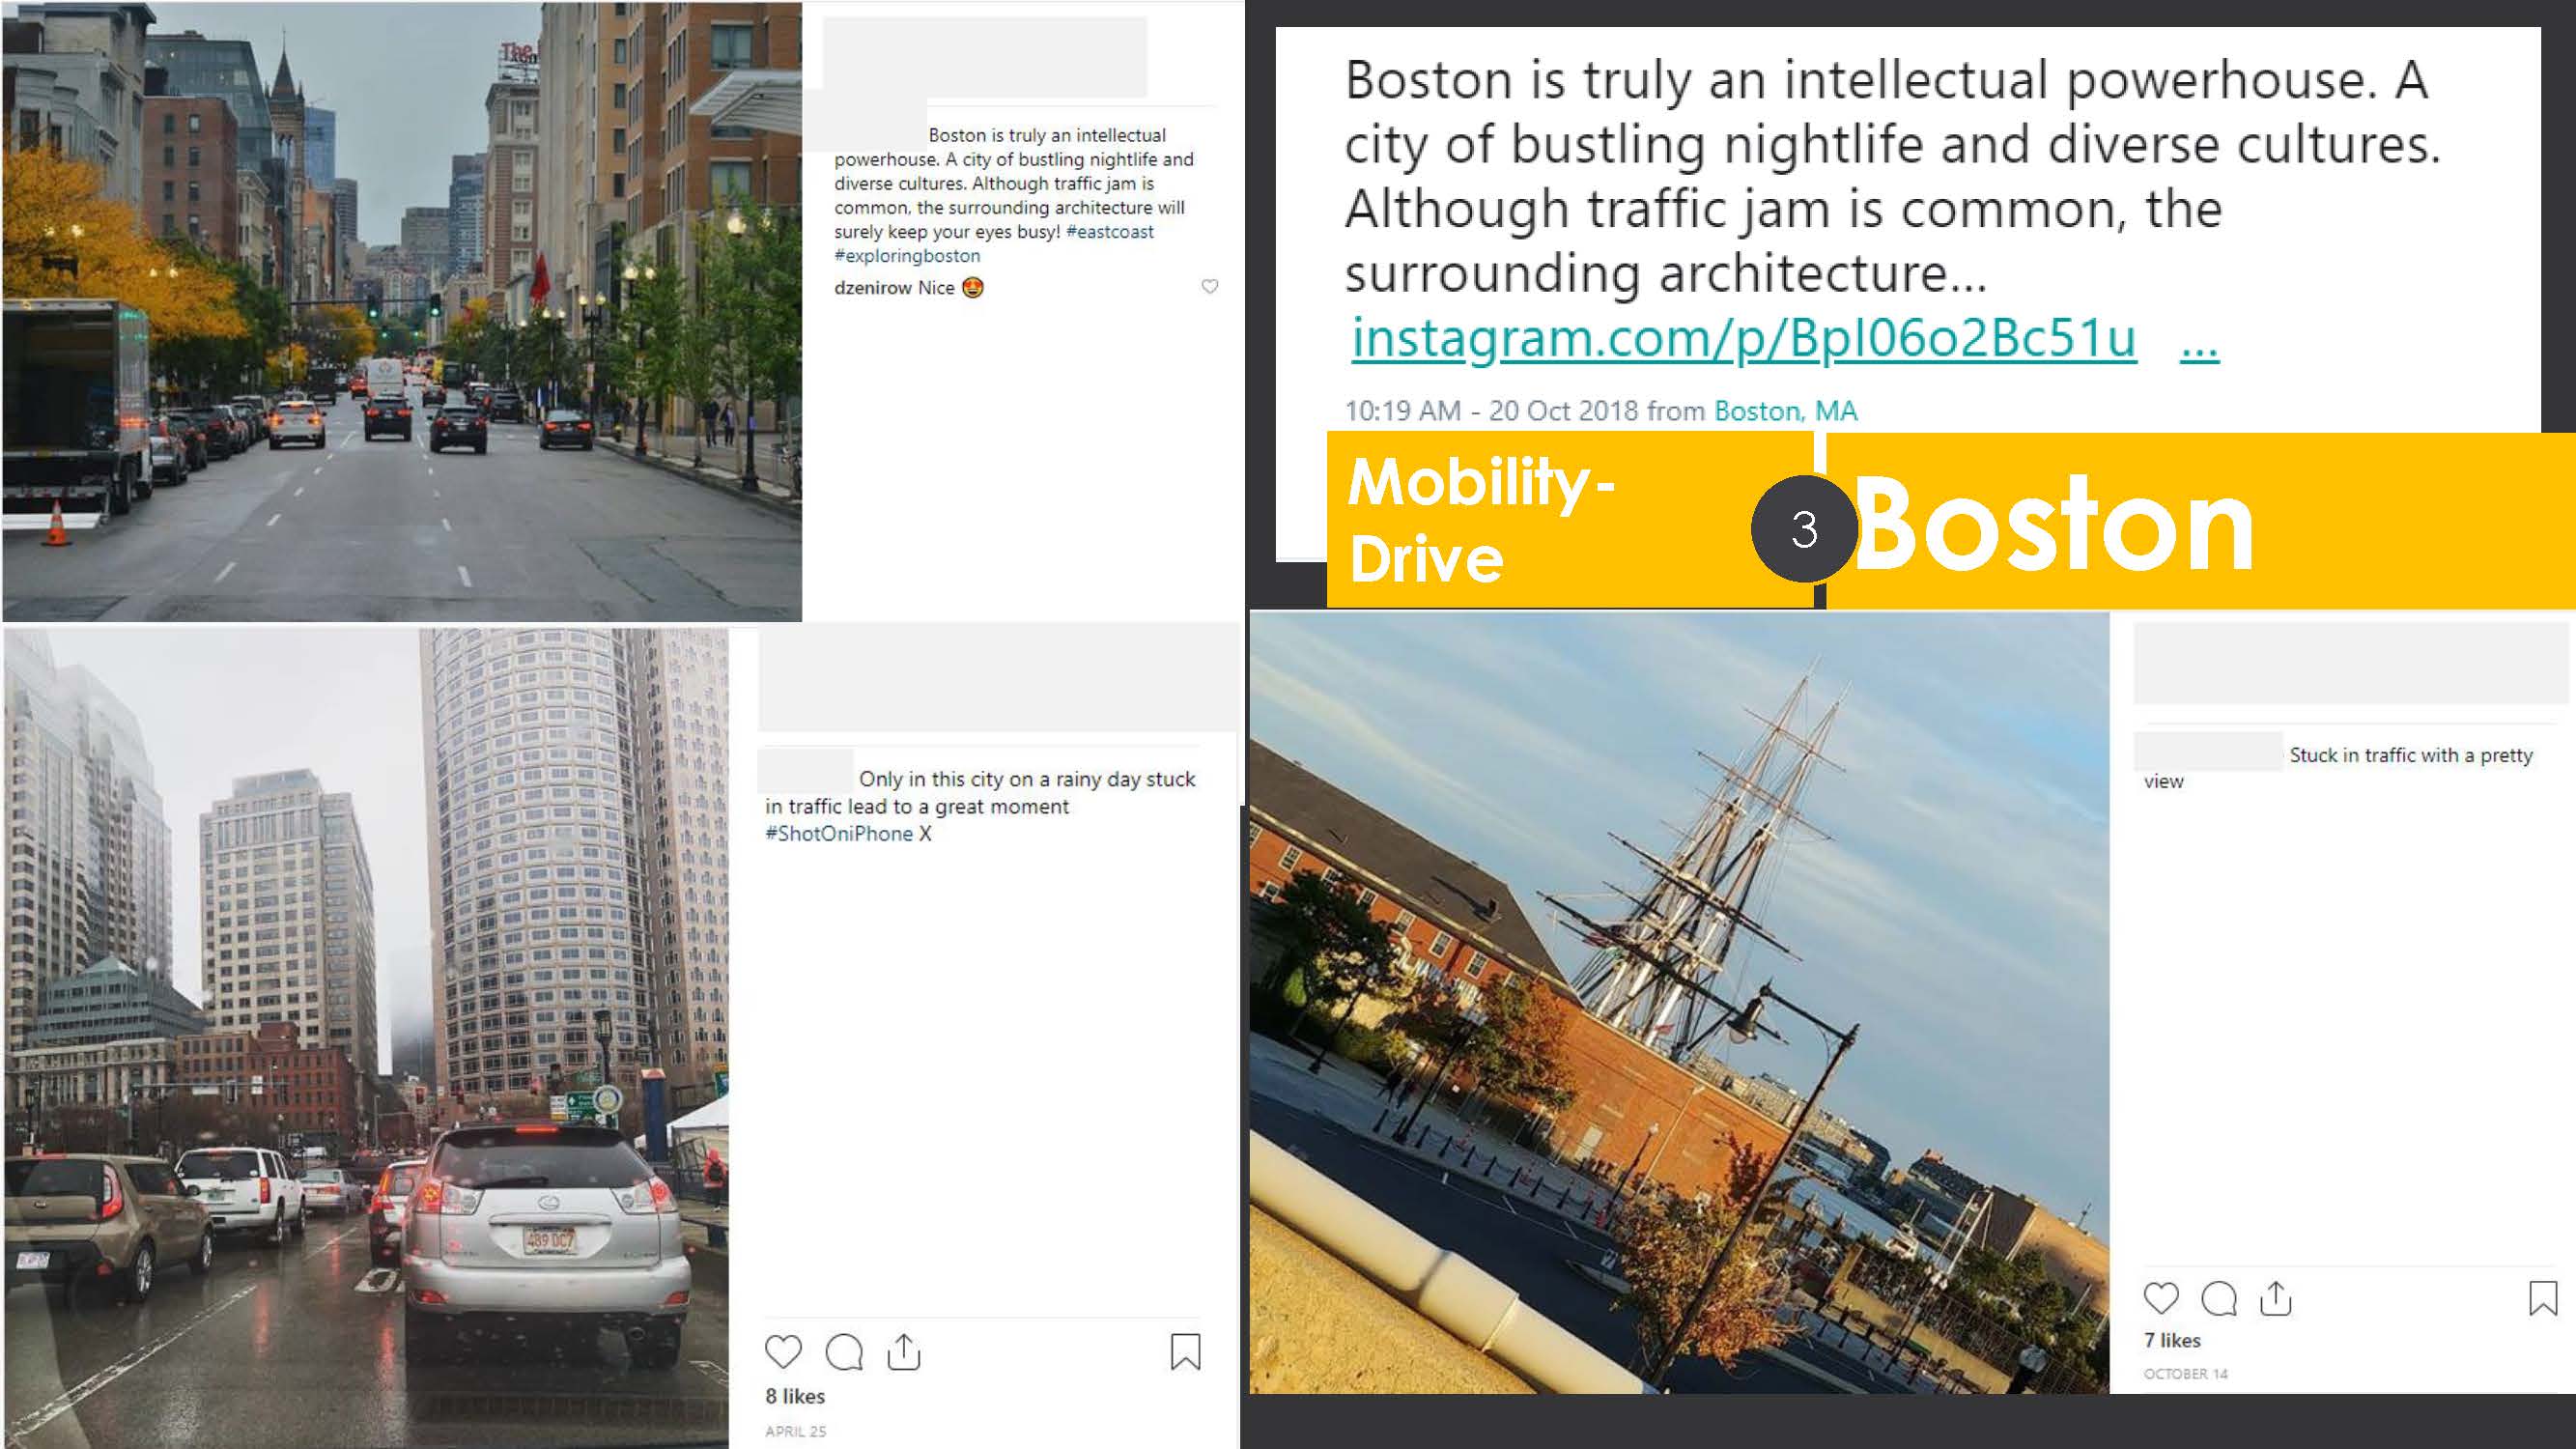 The
Boston is truly an intellectual
powerhouse. A city of bustling nightlife and
diverse cultures. Although traffic jam is
common, the surrounding architecture will
surely keep your eyes busy! #eastcoast
#exploringboston
dzenirow Nice 😍
Boston is truly an intellectual powerhouse. A
city of bustling nightlife and diverse cultures.
Although traffic jam is common, the
surrounding architecture...
instagram.com/p/BpI06o2Bc51u ...
10:19 AM - 20 Oct 2018 from Boston, MA
Mobility-
Drive
3
Boston
Only in this city on a rainy day stuck
in traffic lead to a great moment
#ShotOniPhone X
8 likes
APRIL 25
Stuck in traffic with a pretty
view
7 likes
OCTOBER 14